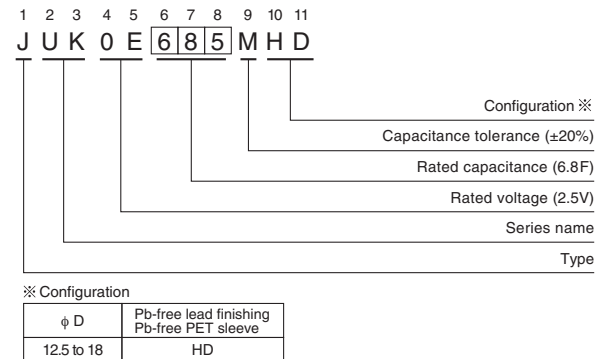 1 2 3 4 5 6 7 8 9 10 11
J U K 0 E 6 8 5 M H D
Configuration ※
Capacitance tolerance (±20%)
Rated capacitance (6.8F)
Rated voltage (2.5V)
Series name
Type
※ Configuration
ϕ D
Pb-free lead finishing
Pb-free PET sleeve
12.5 to 18
HD